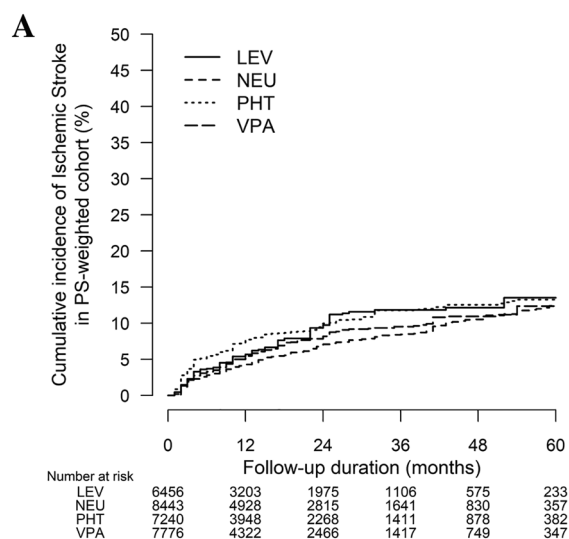 A
Cumulative incidence of Ischemic Stroke
in PS-weighted cohort (%)
50
45
40
35
30
25
20
15
10
5
0
LEV
NEU
PHT
VPA
0 12 24 36 48 60
Follow-up duration (months)
Number at risk
LEV 6456 3203 1975 1106 575 233
NEU 8443 4928 2815 1641 830 357
PHT 7240 3948 2268 1411 878 382
VPA 7776 4322 2466 1417 749 347